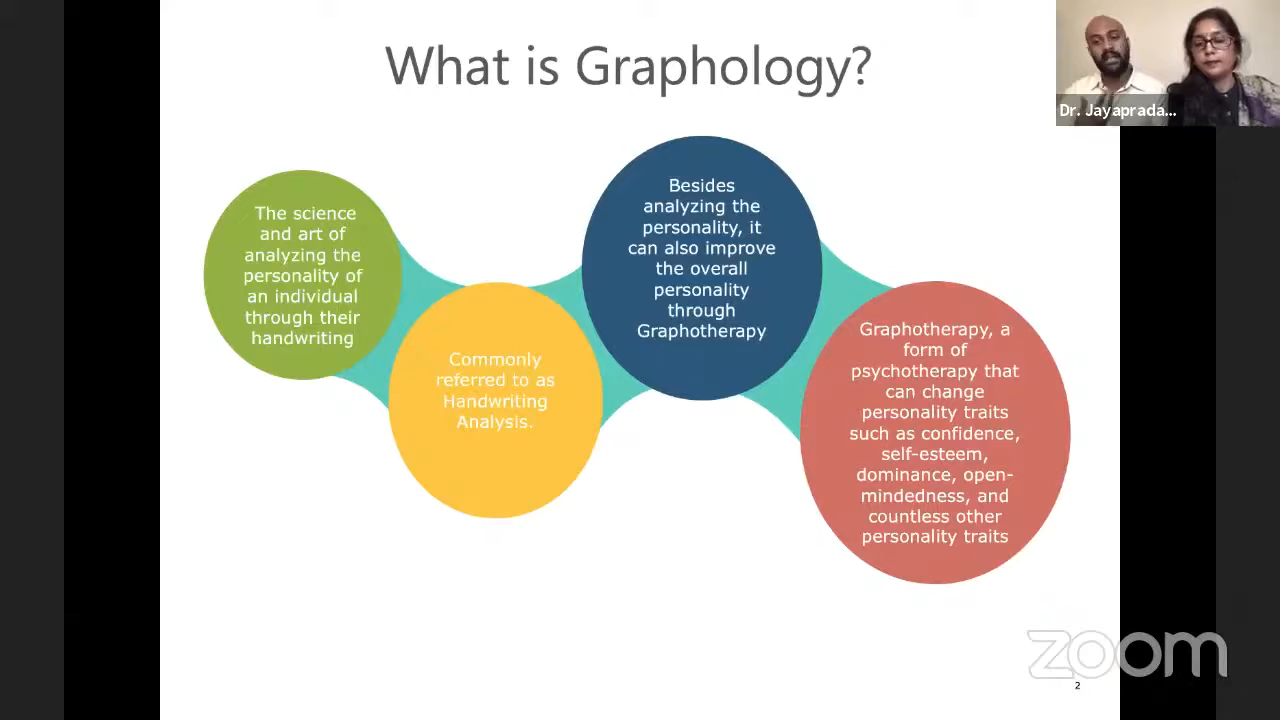 What is Graphology?
Dr. Jayaprada...
The science
and art of
analyzing the
personality of
an individual
through their
handwriting
Commonly
referred to as
Handwriting
Analysis.
Besides
analyzing the
personality, it
can also improve
the overall
personality
through
Graphotherapy
Graphotherapy, a
form of
psychotherapy that
can change
personality traits
such as confidence,
self-esteem,
dominance, open-
mindedness, and
countless other
personality traits
zoom
2